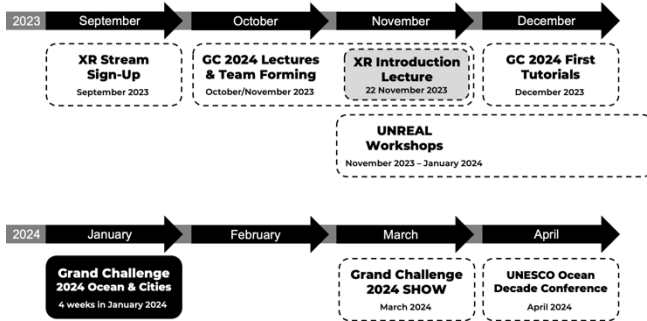 2023 September October November December
XR Stream
Sign-Up
September 2023
GC 2024 Lectures
& Team Forming
October/November 2023
XR Introduction
Lecture
22 November 2023
GC 2024 First
Tutorials
December 2023
UNREAL
Workshops
November 2023 – January 2024
2024 January February March April
Grand Challenge
2024 Ocean & Cities
4 weeks in January 2024
Grand Challenge
2024 SHOW
March 2024
UNESCO Ocean
Decade Conference
April 2024